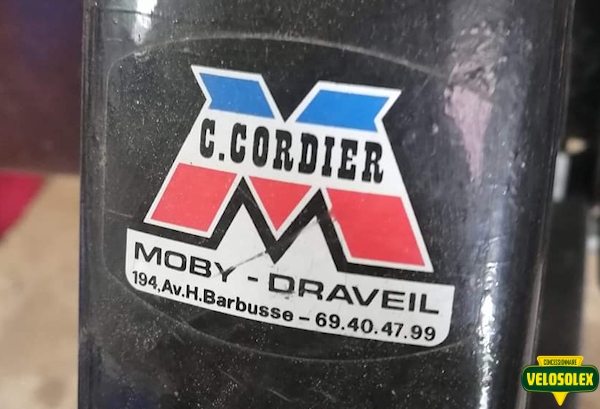 C.CORDIER
MOBY - DRAVEIL
194,Av.H.Barbusse - 69.40.47.99
CONCESSIONNAIRE
VELOSOLEX